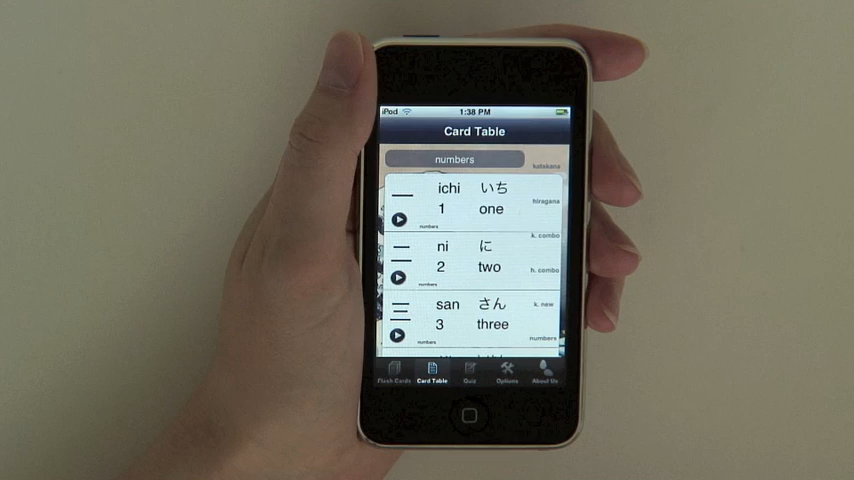 iPod 1:38 PM
Card Table
numbers
katakana
一 ichi いち
hiragana
1 one
numbers
k. combo
二 ni に
2 two
h. combo
numbers
三 san さん
k. new
3 three
numbers
numbers
Flash Cards Card Table Quiz Options About Us